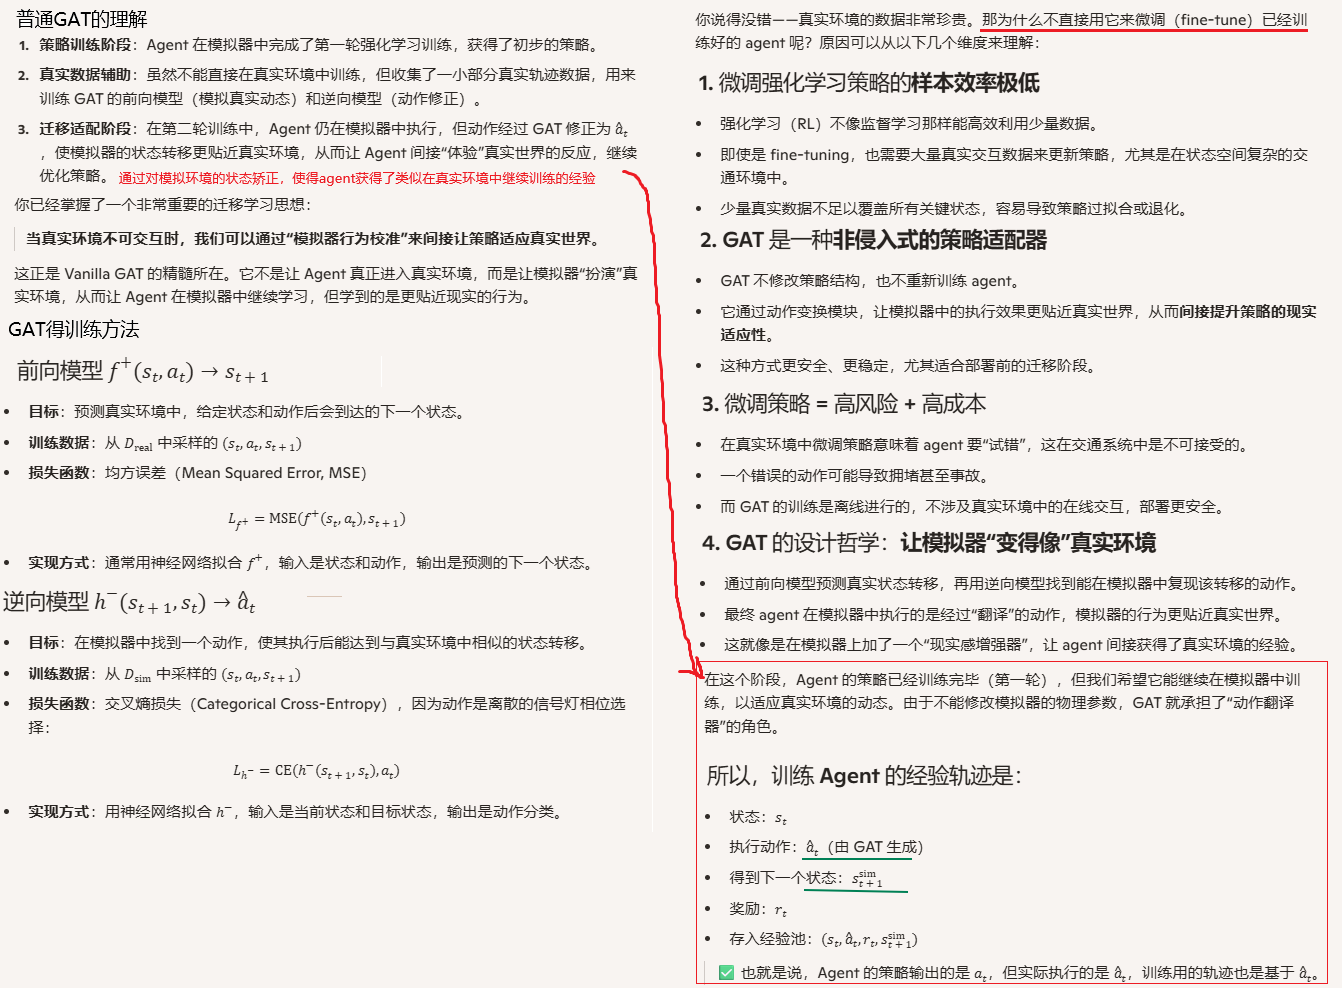 普通GAT的理解
1. 策略训练阶段：Agent 在模拟器中完成了第一轮强化学习训练，获得了初步的策略。
2. 真实数据辅助：虽然不能直接在真实环境中训练，但收集了一小部分真实轨迹数据，用来
训练 GAT 的前向模型（模拟真实动态）和逆向模型（动作修正）。
3. 迁移适配阶段：在第二轮训练中，Agent 仍在模拟器中执行，但动作经过 GAT 修正为 âₜ
，使模拟器的状态转移更贴近真实环境，从而让 Agent 间接“体验”真实世界的反应，继续
优化策略。 通过对模拟环境的状态矫正，使得agent获得了类似在真实环境中继续训练的经验
你已经掌握了一个非常重要的迁移学习思想：
当真实环境不可交互时，我们可以通过“模拟器行为校准”来间接让策略适应真实世界。
这正是 Vanilla GAT 的精髓所在。它不是让 Agent 真正进入真实环境，而是让模拟器“扮演”真
实环境，从而让 Agent 在模拟器中继续学习，但学到的是更贴近现实的行为。
GAT得训练方法
前向模型 f⁺(sₜ, aₜ) → sₜ₊₁
• 目标：预测真实环境中，给定状态和动作后会到达的下一个状态。
• 训练数据：从 D_real 中采样的 (sₜ, aₜ, sₜ₊₁)
• 损失函数：均方误差（Mean Squared Error, MSE）
L_f⁺ = MSE(f⁺(sₜ, aₜ), sₜ₊₁)
• 实现方式：通常用神经网络拟合 f⁺，输入是状态和动作，输出是预测的下一个状态。
逆向模型 h⁻(sₜ₊₁, sₜ) → âₜ
• 目标：在模拟器中找到一个动作，使其执行后能达到与真实环境中相似的状态转移。
• 训练数据：从 D_sim 中采样的 (sₜ, aₜ, sₜ₊₁)
• 损失函数：交叉熵损失（Categorical Cross-Entropy），因为动作是离散的信号灯相位选
择：
L_h⁻ = CE(h⁻(sₜ₊₁, sₜ), aₜ)
• 实现方式：用神经网络拟合 h⁻，输入是当前状态和目标状态，输出是动作分类。
你说得没错——真实环境的数据非常珍贵。那为什么不直接用它来微调（fine-tune）已经训
练好的 agent 呢？原因可以从以下几个维度来理解：
1. 微调强化学习策略的样本效率极低
• 强化学习（RL）不像监督学习那样能高效利用少量数据。
• 即使是 fine-tuning，也需要大量真实交互数据来更新策略，尤其是在状态空间复杂的交
通环境中。
• 少量真实数据不足以覆盖所有关键状态，容易导致策略过拟合或退化。
2. GAT 是一种非侵入式的策略适配器
• GAT 不修改策略结构，也不重新训练 agent。
• 它通过动作变换模块，让模拟器中的执行效果更贴近真实世界，从而间接提升策略的现实
适应性。
• 这种方式更安全、更稳定，尤其适合部署前的迁移阶段。
3. 微调策略 = 高风险 + 高成本
• 在真实环境中微调策略意味着 agent 要“试错”，这在交通系统中是不可接受的。
• 一个错误的动作可能导致拥堵甚至事故。
• 而 GAT 的训练是离线进行的，不涉及真实环境中的在线交互，部署更安全。
4. GAT 的设计哲学：让模拟器“变得像”真实环境
• 通过前向模型预测真实状态转移，再用逆向模型找到能在模拟器中复现该转移的动作。
• 最终 agent 在模拟器中执行的是经过“翻译”的动作，模拟器的行为更贴近真实世界。
• 这就像是在模拟器上加了一个“现实感增强器”，让 agent 间接获得了真实环境的经验。
在这个阶段，Agent 的策略已经训练完毕（第一轮），但我们希望它能继续在模拟器中训
练，以适应真实环境的动态。由于不能修改模拟器的物理参数，GAT 就承担了“动作翻译
器”的角色。
所以，训练 Agent 的经验轨迹是：
• 状态：sₜ
• 执行动作：âₜ（由 GAT 生成）
• 得到下一个状态：sₜ₊₁^sim
• 奖励：rₜ
• 存入经验池：(sₜ, âₜ, rₜ, sₜ₊₁^sim)
✅ 也就是说，Agent 的策略输出的是 aₜ，但实际执行的是 âₜ，训练用的轨迹也是基于 âₜ。